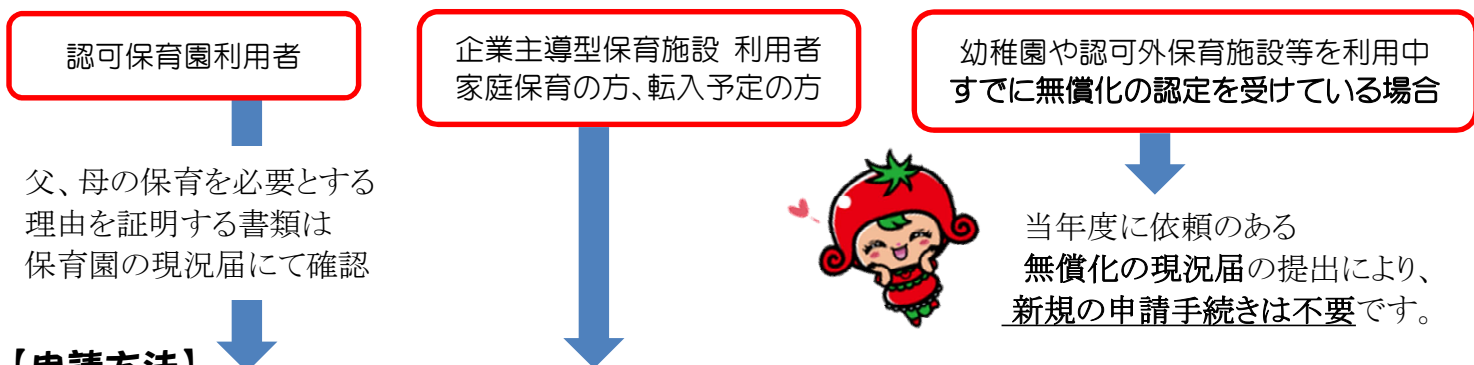 認可保育園利用者
企業主導型保育施設 利用者
家庭保育の方、転入予定の方
幼稚園や認可外保育施設等を利用中
すでに無償化の認定を受けている場合
父、母の保育を必要とする
理由を証明する書類は
保育園の現況届にて確認
当年度に依頼のある
無償化の現況届の提出により、
新規の申請手続きは不要です。
【申請方法】